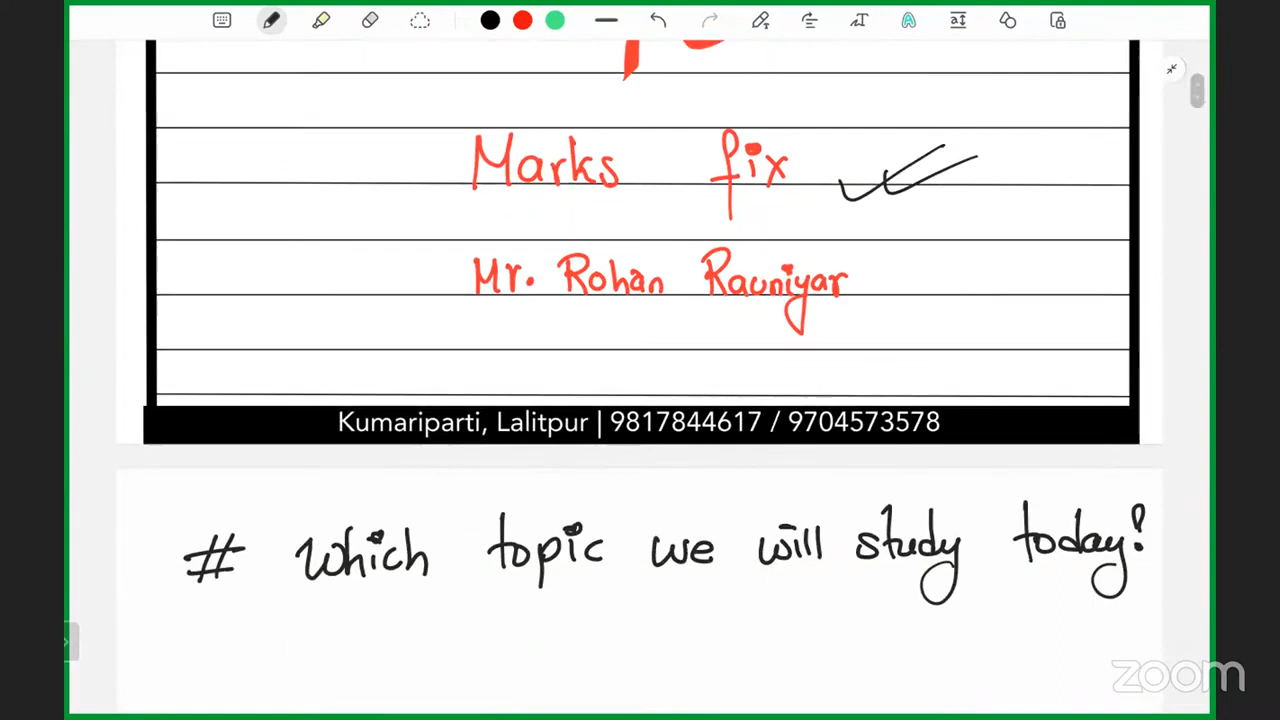 Marks fix
Mr. Rohan Rauniyar
Kumariparti, Lalitpur | 9817844617 / 9704573578
# Which topic we will study today?
zoom